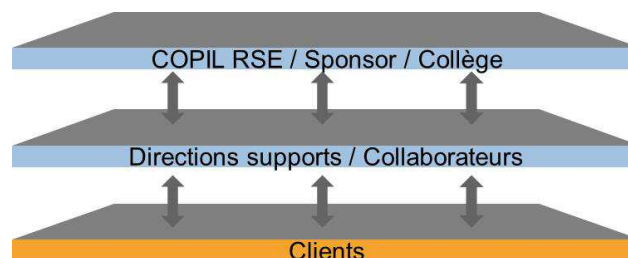 COPIL RSE / Sponsor / Collège
Directions supports / Collaborateurs
Clients